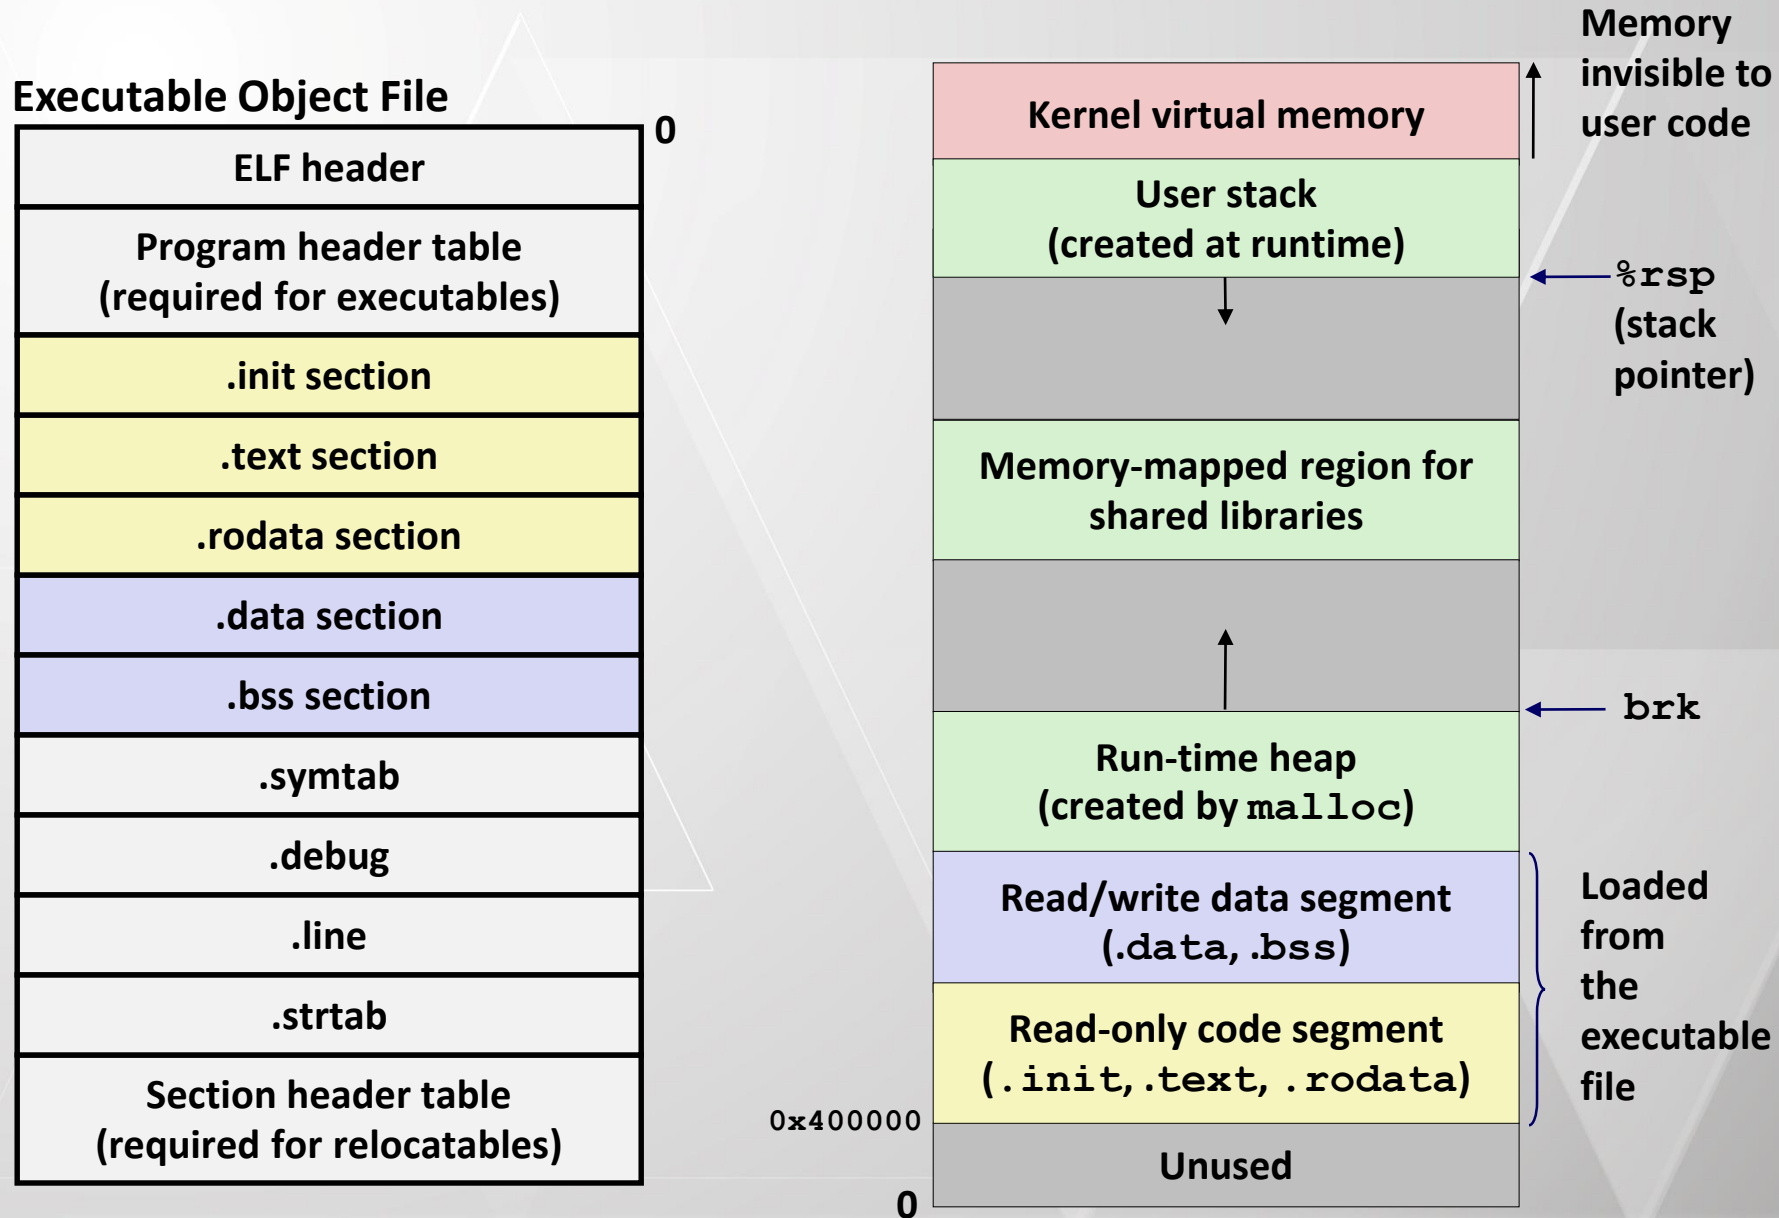 Executable Object File
0
ELF header
Program header table
(required for executables)
.init section
.text section
.rodata section
.data section
.bss section
.symtab
.debug
.line
.strtab
Section header table
(required for relocatables)
Kernel virtual memory
Memory
invisible to
user code
User stack
(created at runtime)
%rsp
(stack
pointer)
Memory-mapped region for
shared libraries
brk
Run-time heap
(created by malloc)
Read/write data segment
(.data, .bss)
Read-only code segment
(.init, .text, .rodata)
Loaded
from
the
executable
file
0x400000
Unused
0